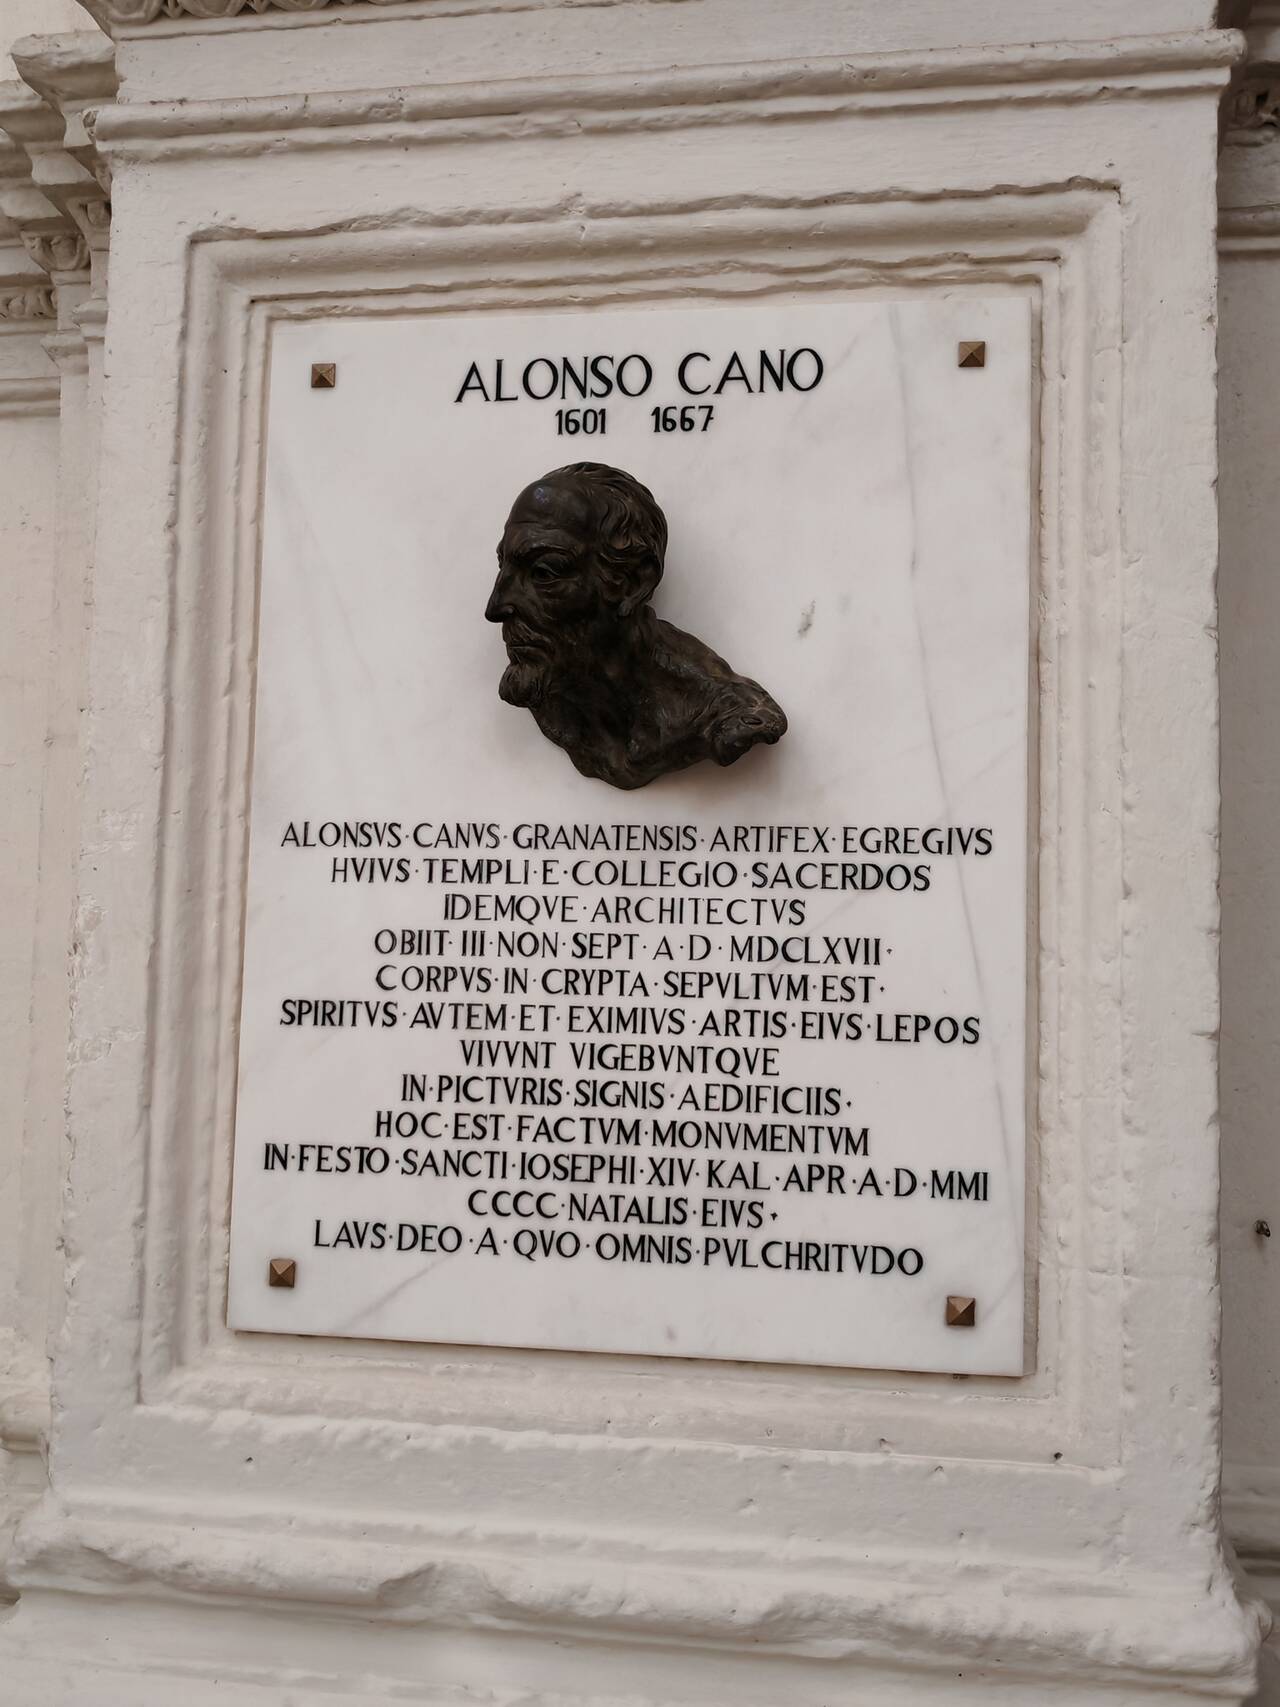 ALONSO CANO
1601 1667
ALONSVS·CANVS·GRANATENSIS·ARTIFEX·EGREGIVS
HVIVS·TEMPLI·E·COLLEGIO·SACERDOS
IDEMQVE·ARCHITECTVS
OBIIT·III·NON·SEPT·A·D·MDCLXVII·
CORPVS·IN·CRYPTA·SEPVLTVM·EST·
SPIRITVS·AVTEM·ET·EXIMIVS·ARTIS·EIVS·LEPOS
VIVVNT VIGEBVNTQVE
IN·PICTVRIS·SIGNIS·AEDIFICIIS·
HOC·EST·FACTVM·MONVMENTVM
IN·FESTO·SANCTI·IOSEPHI·XIV·KAL·APR·A·D·MMI
CCCC·NATALIS·EIVS·
LAVS·DEO·A·QVO·OMNIS·PVLCHRITVDO